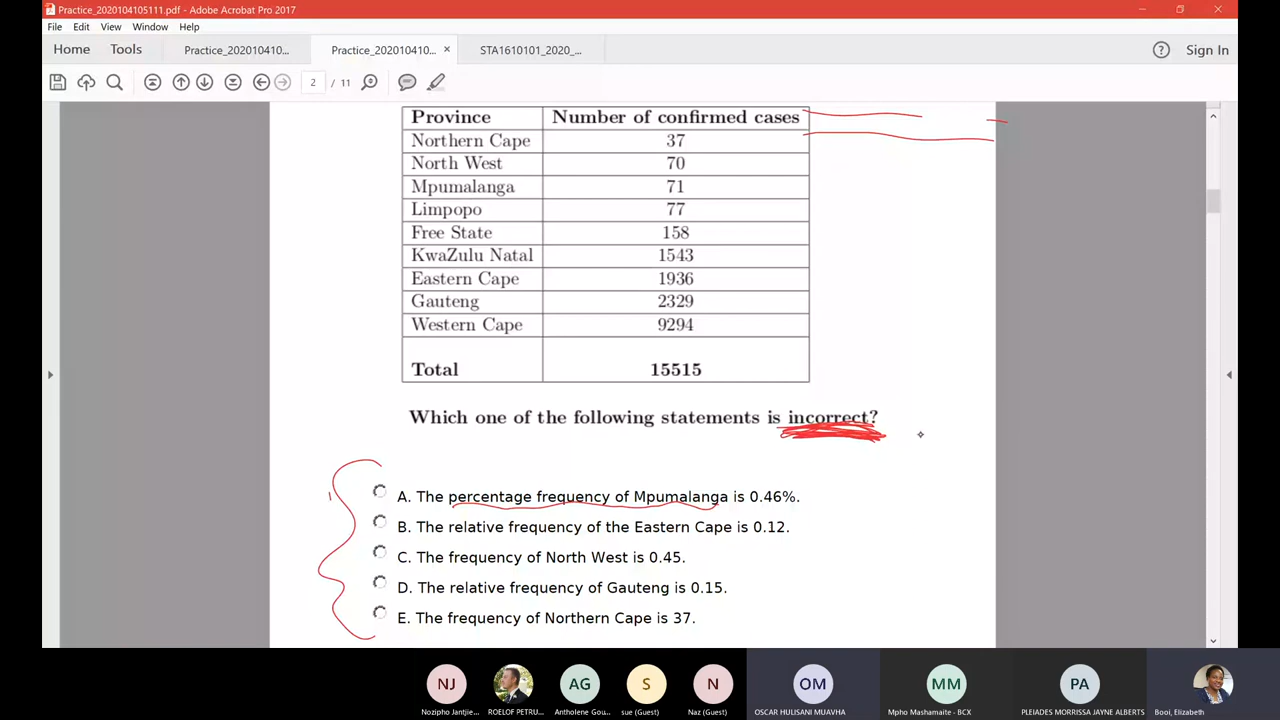 Practice_2020104105111.pdf - Adobe Acrobat Pro 2017
File Edit View Window Help
Home Tools Practice_202010410... Practice_202010410... × STA1610101_2020_... Sign In
2 / 11
Province Number of confirmed cases
Northern Cape 37
North West 70
Mpumalanga 71
Limpopo 77
Free State 158
KwaZulu Natal 1543
Eastern Cape 1936
Gauteng 2329
Western Cape 9294
Total 15515
Which one of the following statements is incorrect?
A. The percentage frequency of Mpumalanga is 0.46%.
B. The relative frequency of the Eastern Cape is 0.12.
C. The frequency of North West is 0.45.
D. The relative frequency of Gauteng is 0.15.
E. The frequency of Northern Cape is 37.
NJ AG S N OM MM PA
Nozipho Jantjie... ROELOF PETRU... Antholene Gou... sue (Guest) Naz (Guest) OSCAR HULISANI MUAVHA Mpho Mashamaite - BCX PLEIADES MORRISSA JAYNE ALBERTS Booi, Elizabeth